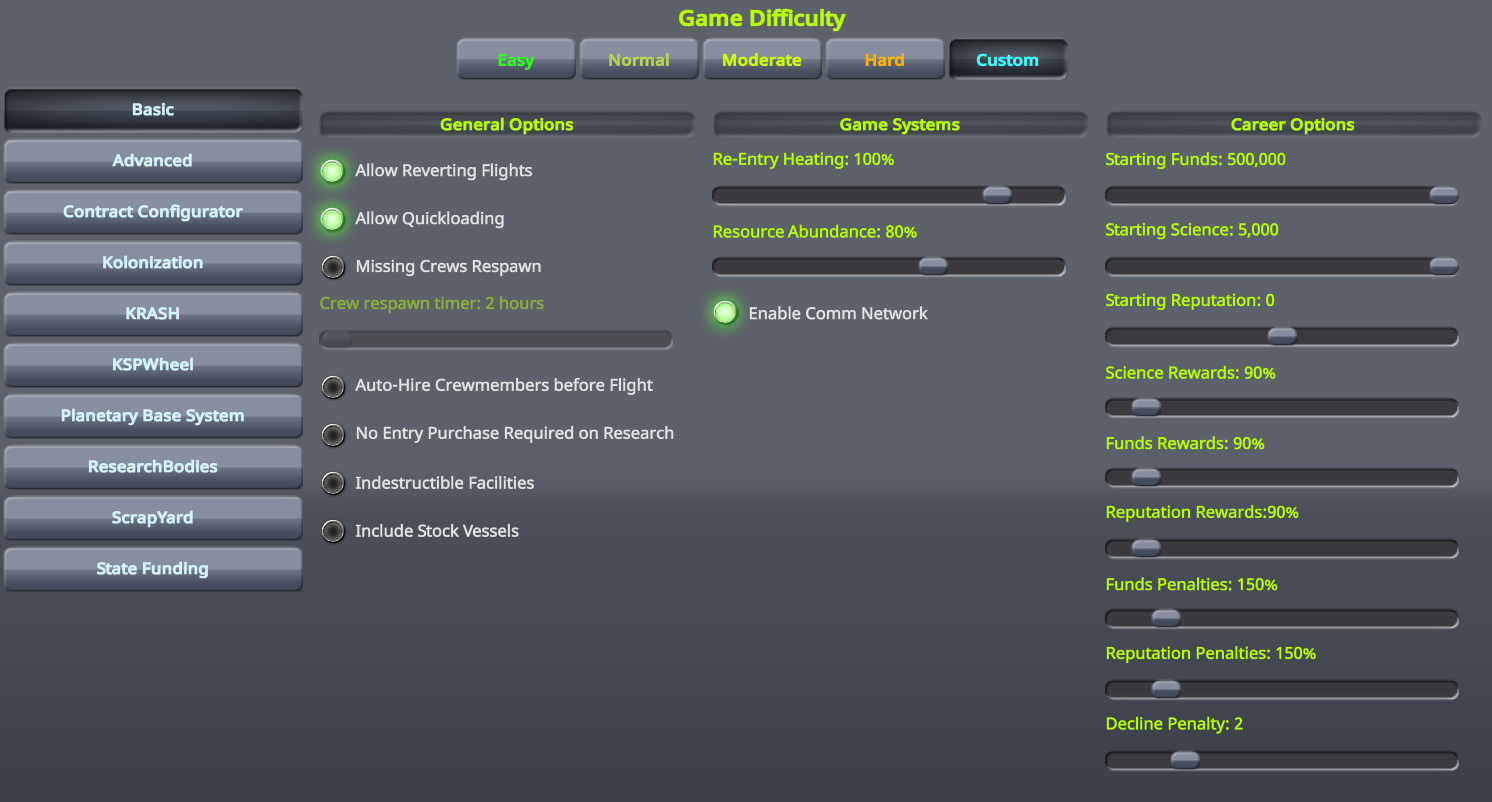 Game Difficulty
Easy
Normal
Moderate
Hard
Custom
Basic
Advanced
Contract Configurator
Kolonization
KRASH
KSPWheel
Planetary Base System
ResearchBodies
ScrapYard
State Funding
General Options
Allow Reverting Flights
Allow Quickloading
Missing Crews Respawn
Crew respawn timer: 2 hours
Auto-Hire Crewmembers before Flight
No Entry Purchase Required on Research
Indestructible Facilities
Include Stock Vessels
Game Systems
Re-Entry Heating: 100%
Resource Abundance: 80%
Enable Comm Network
Career Options
Starting Funds: 500,000
Starting Science: 5,000
Starting Reputation: 0
Science Rewards: 90%
Funds Rewards: 90%
Reputation Rewards:90%
Funds Penalties: 150%
Reputation Penalties: 150%
Decline Penalty: 2